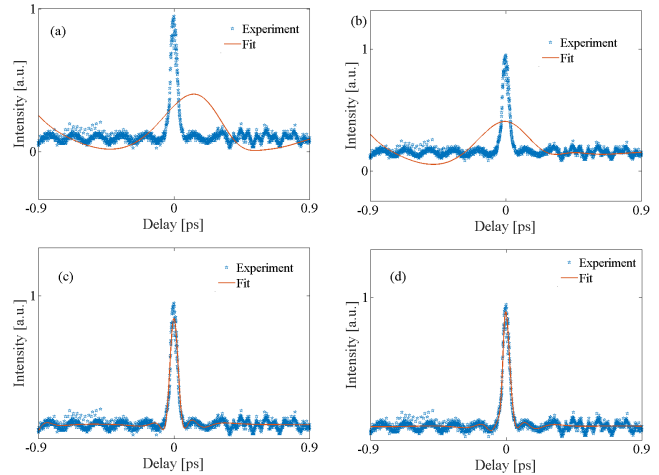 1
(a)
Experiment
Fit
Intensity [a.u.]
0
-0.9
0
0.9
Delay [ps]
(b)
1
Experiment
Fit
Intensity [a.u.]
0
-0.9
0
0.9
Delay [ps]
(c)
Experiment
Fit
1
Intensity [a.u.]
-0.9
0
0.9
Delay [ps]
(d)
Experiment
Fit
1
Intensity [a.u.]
-0.9
0
0.9
Delay [ps]